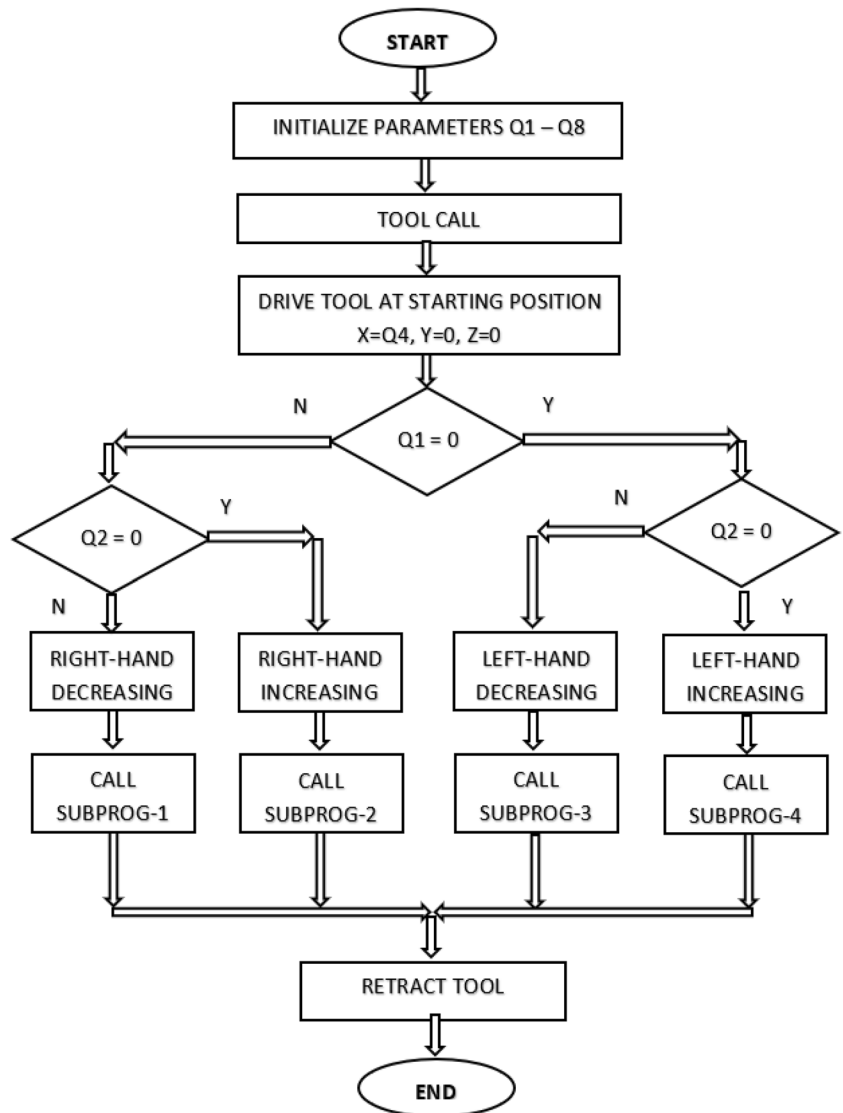 START
INITIALIZE PARAMETERS Q1 – Q8
TOOL CALL
DRIVE TOOL AT STARTING POSITION
X=Q4, Y=0, Z=0
N
Y
Q1 = 0
Q2 = 0
Y
N
Q2 = 0
N
Y
RIGHT-HAND
DECREASING
RIGHT-HAND
INCREASING
LEFT-HAND
DECREASING
LEFT-HAND
INCREASING
CALL
SUBPROG-1
CALL
SUBPROG-2
CALL
SUBPROG-3
CALL
SUBPROG-4
RETRACT TOOL
END